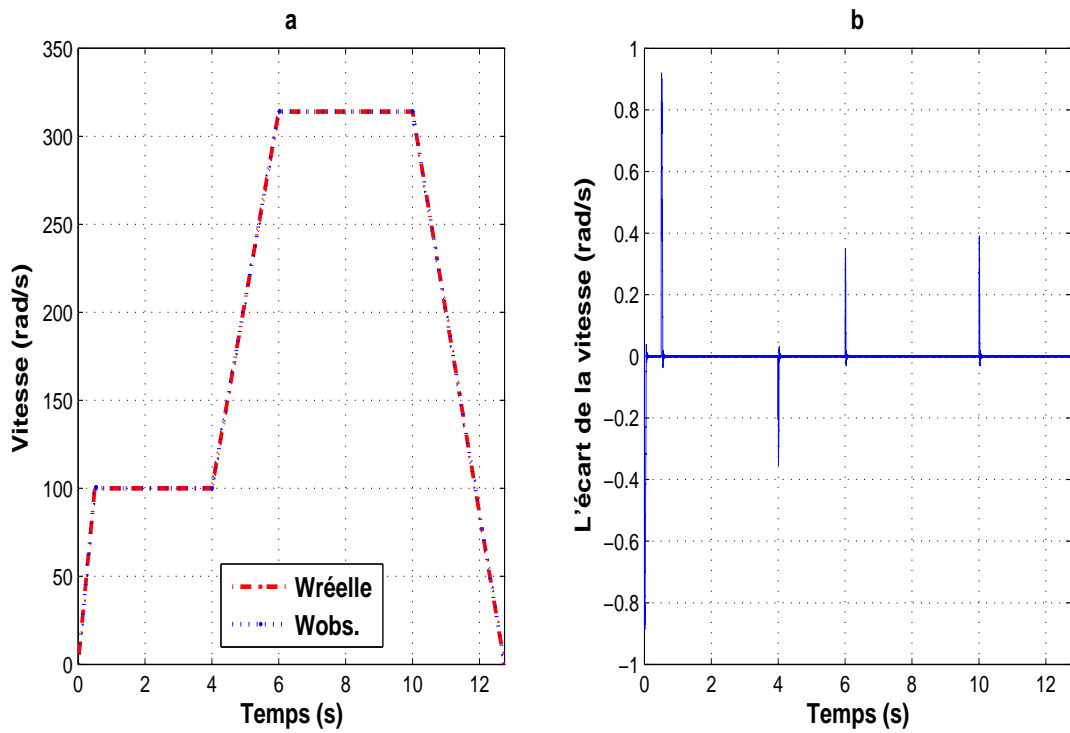 a
350
300
250
200
150
100
50
0
Vitesse (rad/s)
0 2 4 6 8 10 12
Temps (s)
Wréelle
Wobs.
b
1
0.8
0.6
0.4
0.2
0
−0.2
−0.4
−0.6
−0.8
−1
L'écart de la vitesse (rad/s)
0 2 4 6 8 10 12
Temps (s)